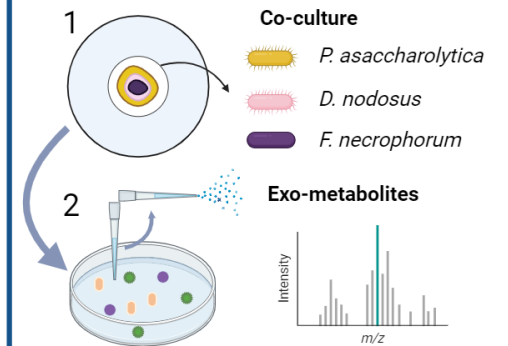 1
Co-culture
P. asaccharolytica
D. nodosus
F. necrophorum
2
Exo-metabolites
Intensity
m/z